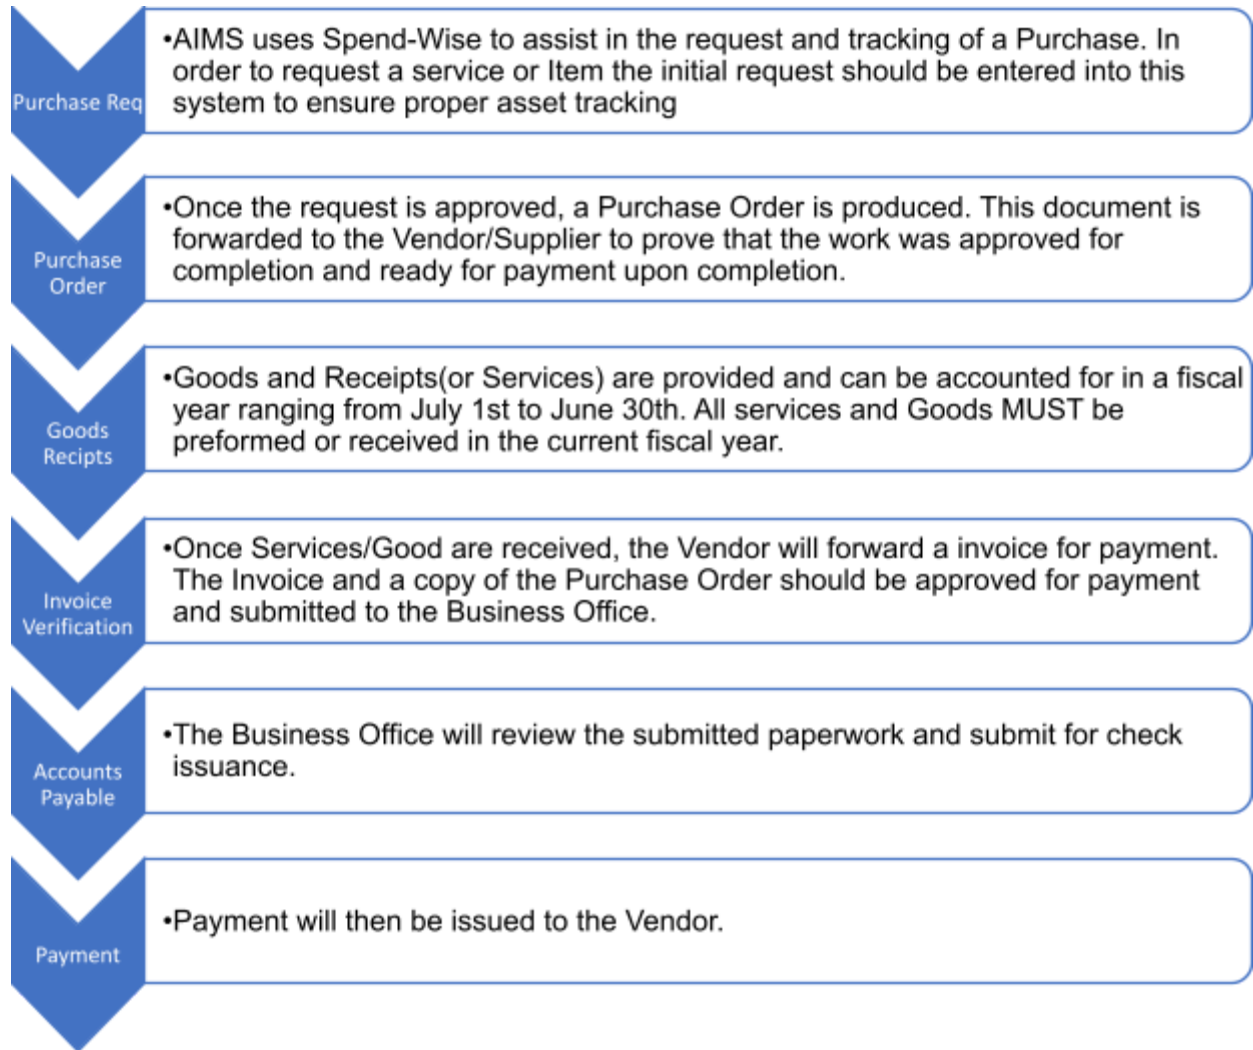 Purchase Req
•AIMS uses Spend-Wise to assist in the request and tracking of a Purchase. In
order to request a service or Item the initial request should be entered into this
system to ensure proper asset tracking
Purchase
Order
•Once the request is approved, a Purchase Order is produced. This document is
forwarded to the Vendor/Supplier to prove that the work was approved for
completion and ready for payment upon completion.
Goods
Recipts
•Goods and Receipts(or Services) are provided and can be accounted for in a fiscal
year ranging from July 1st to June 30th. All services and Goods MUST be
preformed or received in the current fiscal year.
Invoice
Verification
•Once Services/Good are received, the Vendor will forward a invoice for payment.
The Invoice and a copy of the Purchase Order should be approved for payment
and submitted to the Business Office.
Accounts
Payable
•The Business Office will review the submitted paperwork and submit for check
issuance.
Payment
•Payment will then be issued to the Vendor.